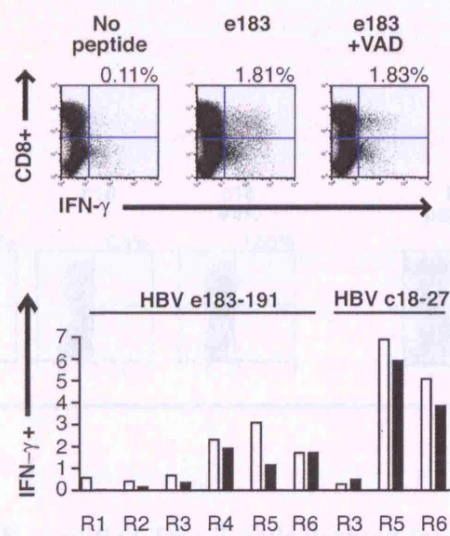 No peptide
e183
e183 +VAD
0.11%
1.81%
1.83%
CD8+
IFN-γ
HBV e183-191
HBV c18-27
IFN-γ+
7
6
5
4
3
2
1
0
R1 R2 R3 R4 R5 R6 R3 R5 R6